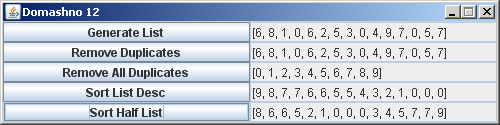 Domashno 12
Generate List [6, 8, 1, 0, 6, 2, 5, 3, 0, 4, 9, 7, 0, 5, 7]
Remove Duplicates [6, 8, 1, 0, 6, 2, 5, 3, 0, 4, 9, 7, 0, 5, 7]
Remove All Duplicates [0, 1, 2, 3, 4, 5, 6, 7, 8, 9]
Sort List Desc [9, 8, 7, 7, 6, 6, 5, 5, 4, 3, 2, 1, 0, 0, 0]
Sort Half List [8, 6, 6, 5, 2, 1, 0, 0, 0, 3, 4, 5, 7, 7, 9]